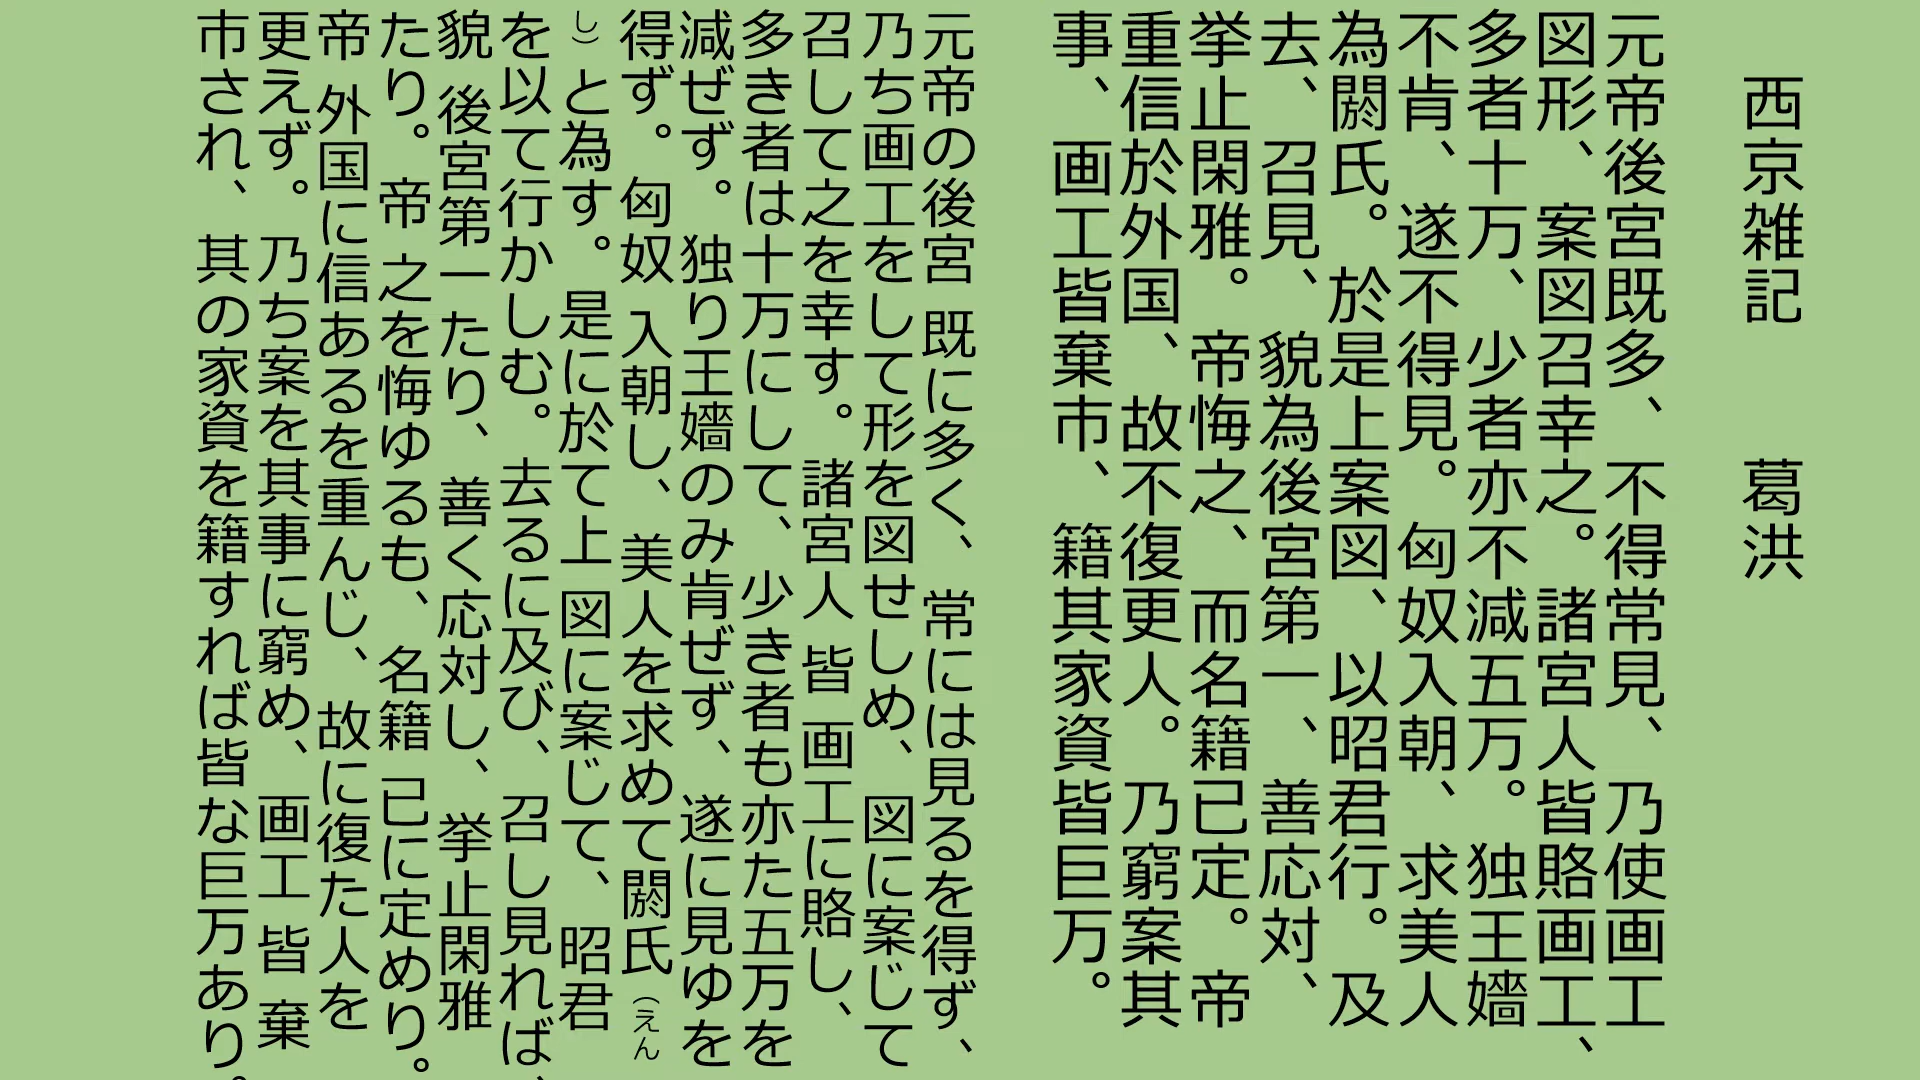 西京雑記　　葛洪
元帝後宮既多、不得常見、乃使画工
図形、案図召幸之。諸宮人皆賂画工、
多者十万、少者亦不減五万。独王嬙
不肯、遂不得見。匈奴入朝、求美人
為閼氏。於是上案図、以昭君行。及
去、召見、貌為後宮第一、善応対、
挙止閑雅。帝悔之、而名籍已定。帝
重信於外国、故不復更人。乃窮案其
事、画工皆棄市、籍其家資皆巨万。
元帝の後宮 既に多く、常には見るを得ず、
乃ち画工をして形を図せしめ、図に案じて
召して之を幸す。諸宮人 皆 画工に賂し、
多き者は十万にして、少き者も亦た五万を
減ぜず。独り王嬙のみ肯ぜず、遂に見ゆを
得ず。匈奴 入朝し、美人を求めて閼氏（えん
し）と為す。是に於て上 図に案じて、昭君
を以て行かしむ。去るに及び、召し見れば、
貌 後宮第一たり、善く応対し、挙止閑雅
たり。帝 之を悔ゆるも、名籍 已に定めり。
帝 外国に信あるを重んじ、故に復た人を
更えず。乃ち案を其事に窮め、画工 皆 棄
市され、其の家資を籍すれば皆な巨万あり。